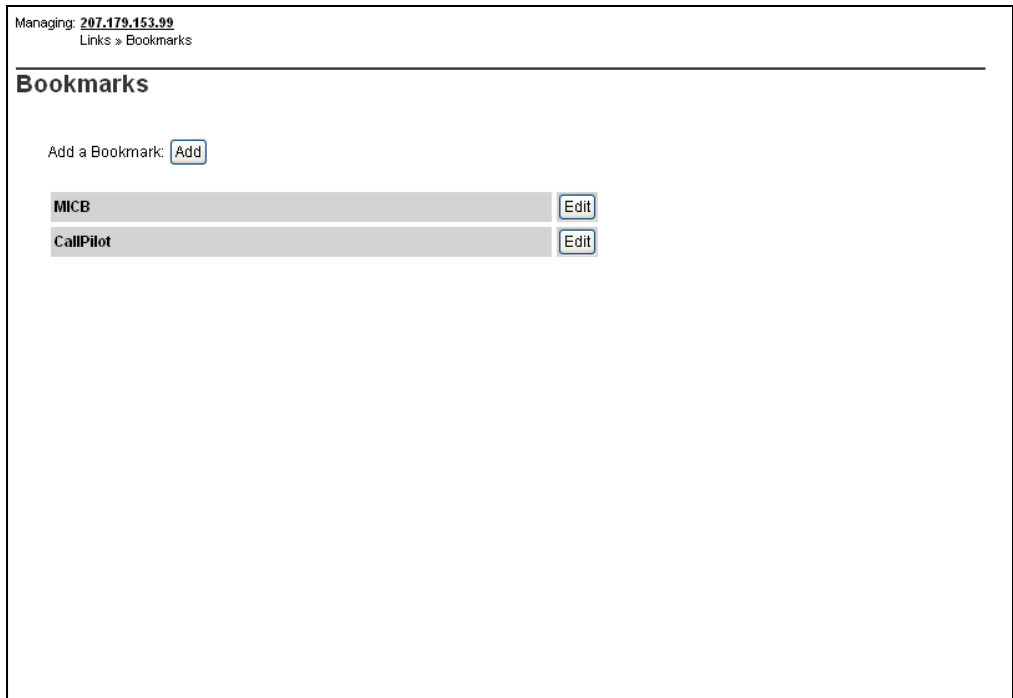 Managing: 207.179.153.99
Links » Bookmarks
Bookmarks
Add a Bookmark: Add
MICB Edit
CallPilot Edit